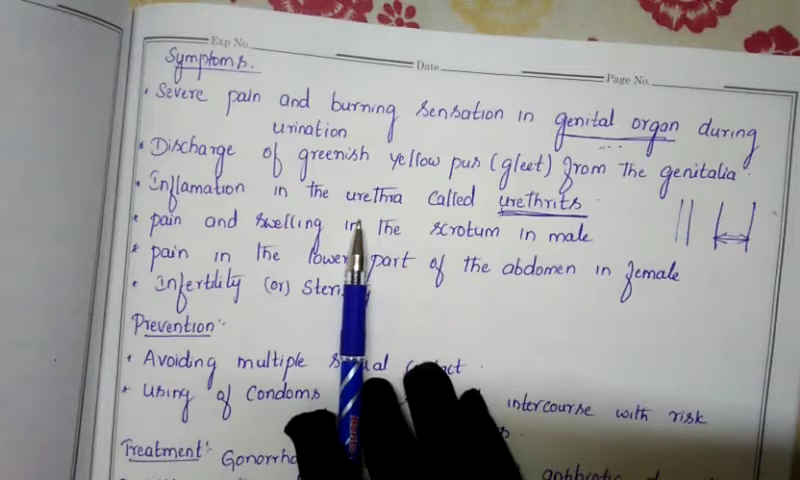 Exp No.
Date
Page No.
Symptoms.
• Severe pain and burning sensation in genital organ during
urination
• Discharge of greenish yellow pus (gleet) from the genitalia.
• Inflamation in the urethra called urethrits.
* pain and swelling in the scrotum in male
* pain in the lower part of the abdomen in female
• Infertility (or)
Prevention:-
* Avoiding multiple
* Using of Condoms intercourse with risk
Treatment:-
antibiotic